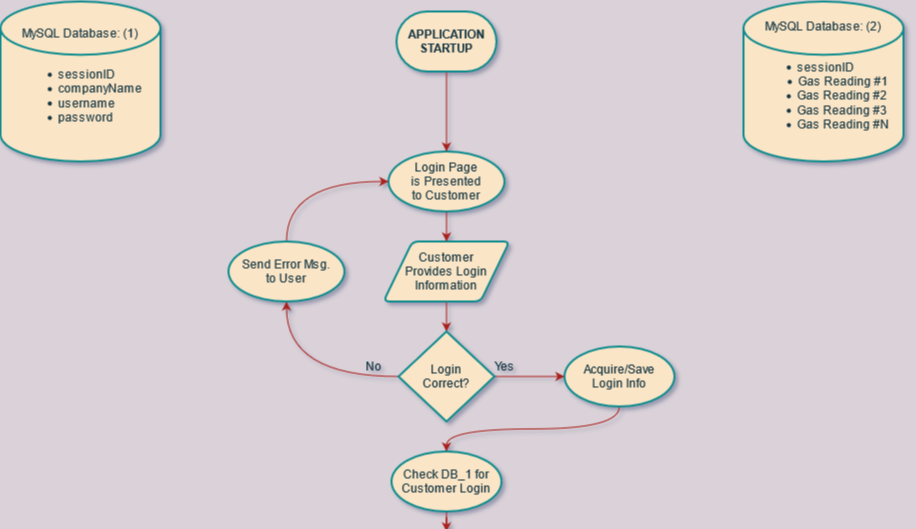 MySQL Database: (1)
• sessionID
• companyName
• username
• password
APPLICATION
STARTUP
MySQL Database: (2)
• sessionID
• Gas Reading #1
• Gas Reading #2
• Gas Reading #3
• Gas Reading #N
Login Page
is Presented
to Customer
Send Error Msg.
to User
Customer
Provides Login
Information
No
Login
Correct?
Yes
Acquire/Save
Login Info
Check DB_1 for
Customer Login